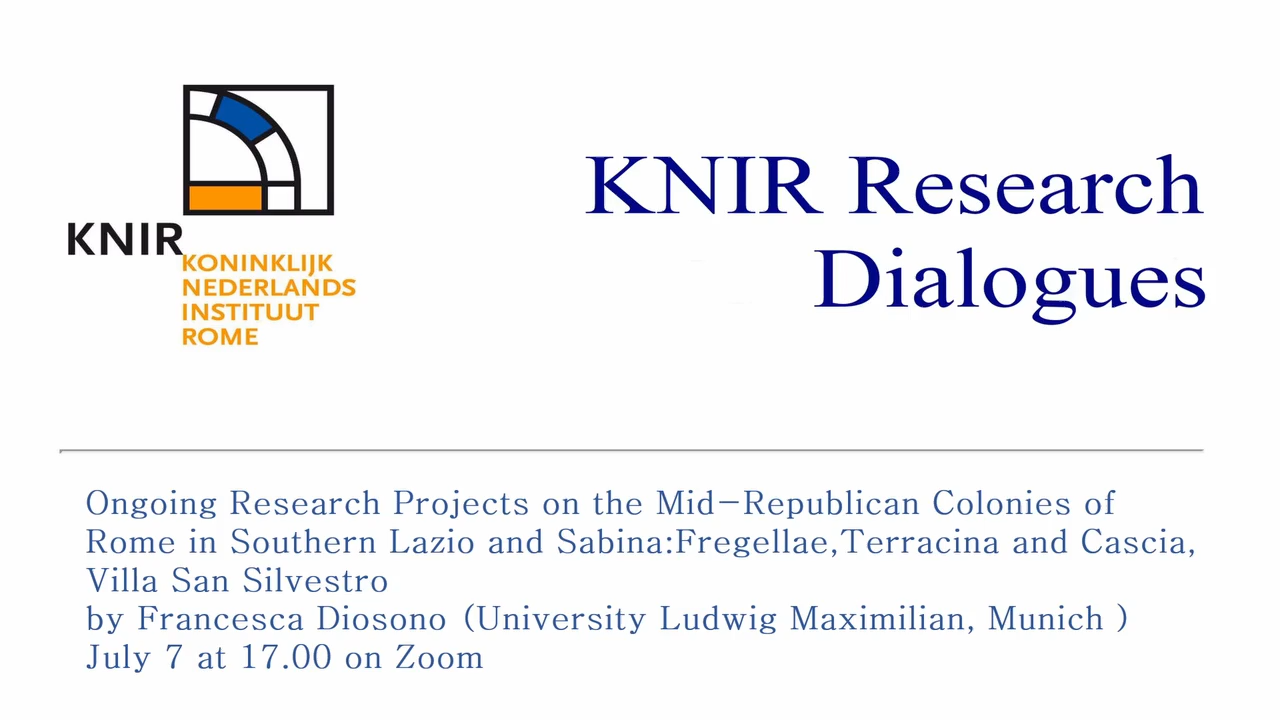 KNIR
KONINKLIJK
NEDERLANDS
INSTITUUT
ROME
KNIR Research
Dialogues
Ongoing Research Projects on the Mid-Republican Colonies of
Rome in Southern Lazio and Sabina:Fregellae,Terracina and Cascia,
Villa San Silvestro
by Francesca Diosono (University Ludwig Maximilian, Munich )
July 7 at 17.00 on Zoom